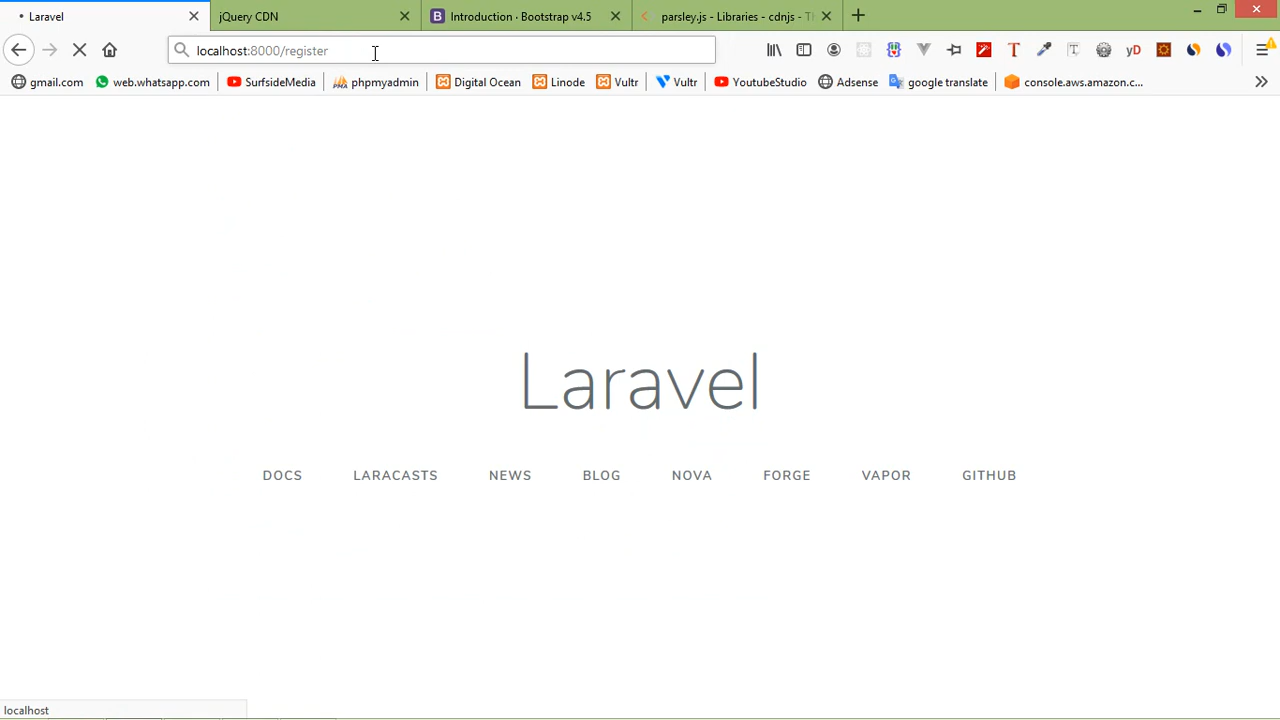 Laravel
jQuery CDN
Introduction · Bootstrap v4.5
parsley.js - Libraries - cdnjs - T
localhost:8000/register
gmail.com
web.whatsapp.com
SurfsideMedia
phpmyadmin
Digital Ocean
Linode
Vultr
Vultr
YoutubeStudio
Adsense
google translate
console.aws.amazon.c...
Laravel
DOCS LARACASTS NEWS BLOG NOVA FORGE VAPOR GITHUB
localhost